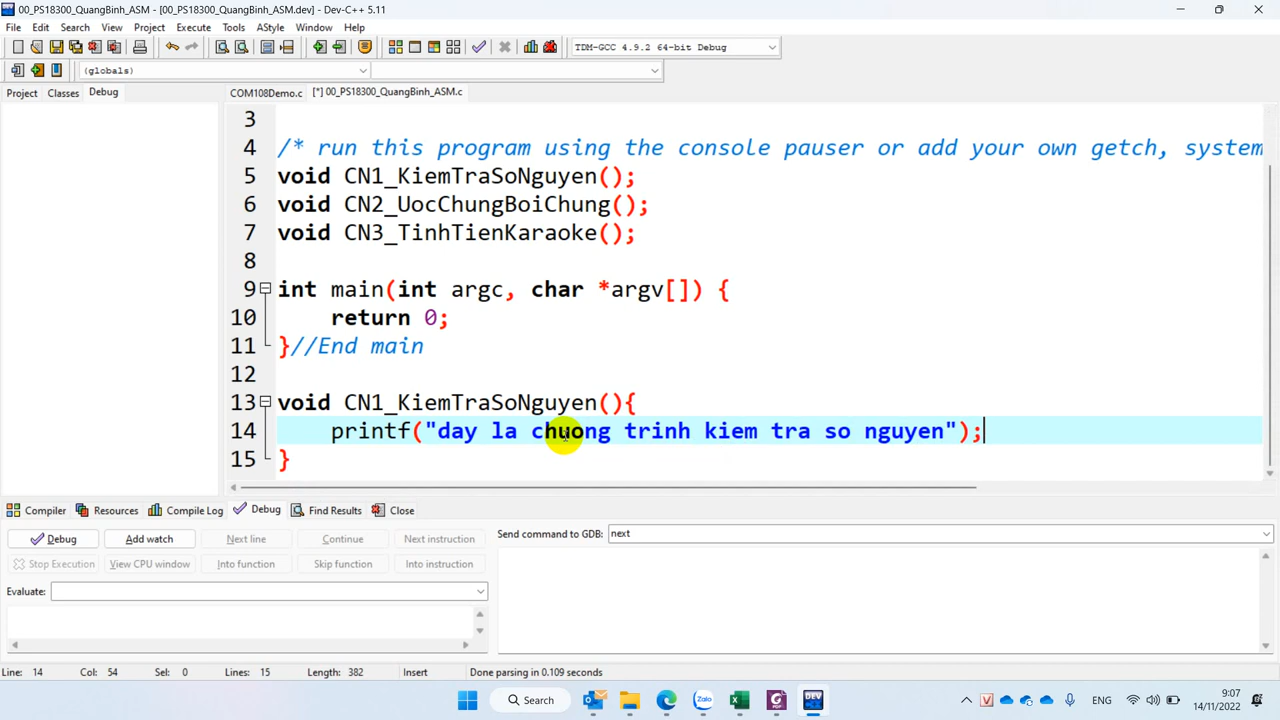 00_PS18300_QuangBinh_ASM - [00_PS18300_QuangBinh_ASM.dev] - Dev-C++ 5.11
File Edit Search View Project Execute Tools AStyle Window Help
TDM-GCC 4.9.2 64-bit Debug
(globals)
Project Classes Debug
COM108Demo.c [*] 00_PS18300_QuangBinh_ASM.c
3
4 /* run this program using the console pauser or add your own getch, system
5 void CN1_KiemTraSoNguyen();
6 void CN2_UocChungBoiChung();
7 void CN3_TinhTienKaraoke();
8
9 int main(int argc, char *argv[]) {
10 return 0;
11 }//End main
12
13 void CN1_KiemTraSoNguyen(){
14 printf("day la chuong trinh kiem tra so nguyen");
15 }
Compiler Resources Compile Log Debug Find Results Close
Debug Add watch Next line Continue Next instruction
Send command to GDB: next
Stop Execution View CPU window Into function Skip function Into instruction
Evaluate:
Line: 14 Col: 54 Sel: 0 Lines: 15 Length: 382 Insert Done parsing in 0.109 seconds
Search
Zalo
DEV
ENG
9:07
14/11/2022